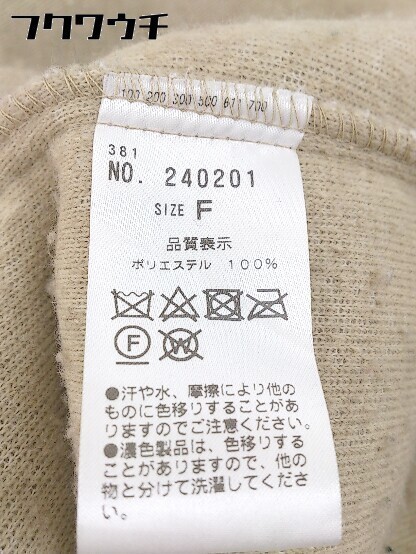 フクワウチ
100 200 300 500 671 700
381
NO. 240201
SIZE F
品質表示
ポリエステル 100%
F W
●汗や水、摩擦により他の
ものに色移りすることがあ
りますのでご注意ください。
●濃色製品は、色移りする
ことがありますので、他の
物と分けて洗濯してくださ
い。